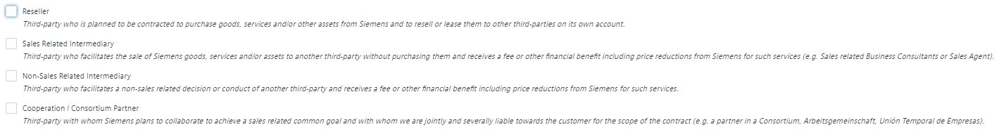 Reseller
Third-party who is planned to be contracted to purchase goods, services and/or other assets from Siemens and to resell or lease them to other third-parties on its own account.
Sales Related Intermediary
Third-party who facilitates the sale of Siemens goods, services and/or assets to another third-party without purchasing them and receives a fee or other financial benefit including price reductions from Siemens for such services (e.g. Sales related Business Consultants or Sales Agent).
Non-Sales Related Intermediary
Third-party who facilitates a non-sales related decision or conduct of another third-party and receives a fee or other financial benefit including price reductions from Siemens for such services.
Cooperation / Consortium Partner
Third-party with whom Siemens plans to collaborate to achieve a sales related common goal and with whom we are jointly and severally liable towards the customer for the scope of the contract (e.g. a partner in a Consortium, Arbeitsgemeinschaft, Unión Temporal de Empresas).